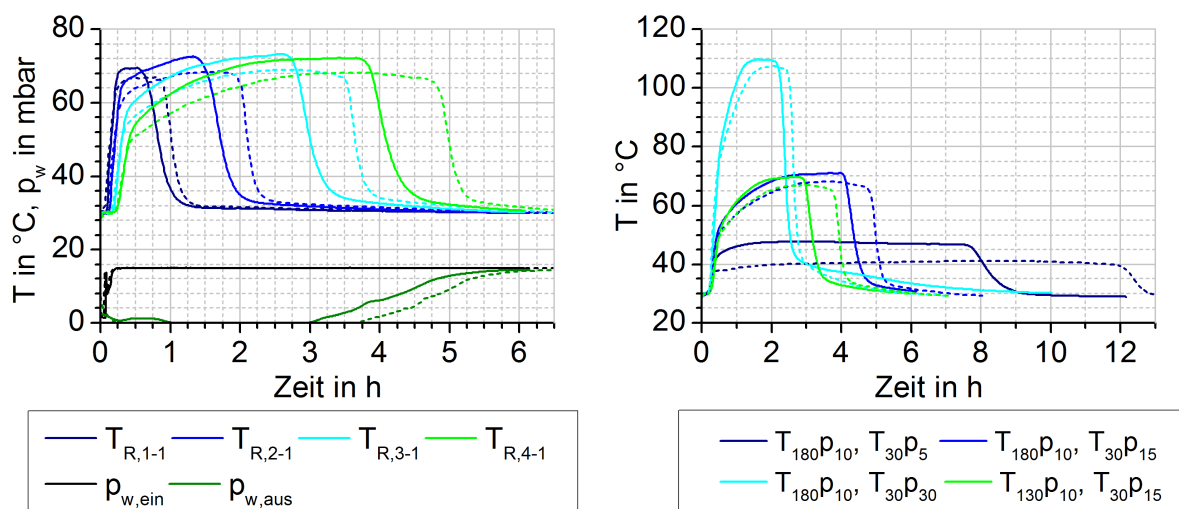 T in °C, p_w in mbar
80
60
40
20
0
0 1 2 3 4 5 6
Zeit in h
T_R,1-1 T_R,2-1 T_R,3-1 T_R,4-1
p_w,ein p_w,aus
T in °C
120
100
80
60
40
20
0 2 4 6 8 10 12
Zeit in h
T_180p_10, T_30p_5 T_180p_10, T_30p_15
T_180p_10, T_30p_30 T_130p_10, T_30p_15